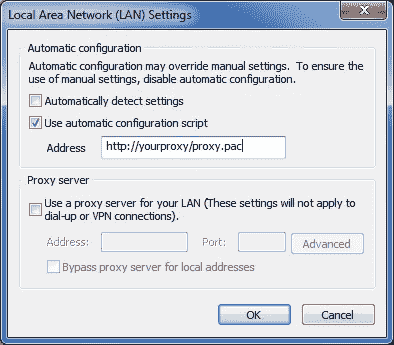 Local Area Network (LAN) Settings
Automatic configuration
Automatic configuration may override manual settings. To ensure the
use of manual settings, disable automatic configuration.
Automatically detect settings
Use automatic configuration script
Address http://yourproxy/proxy.pac
Proxy server
Use a proxy server for your LAN (These settings will not apply to
dial-up or VPN connections).
Address: Port: Advanced
Bypass proxy server for local addresses
OK Cancel